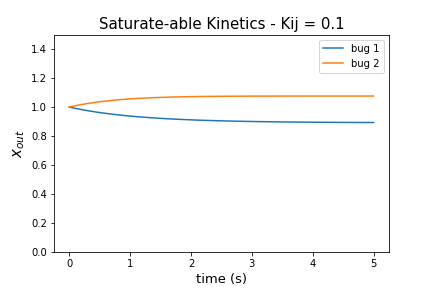 Saturate-able Kinetics - Kij = 0.1
bug 1
bug 2
1.4
1.2
1.0
0.8
0.6
0.4
0.2
0.0
x_out
0 1 2 3 4 5
time (s)